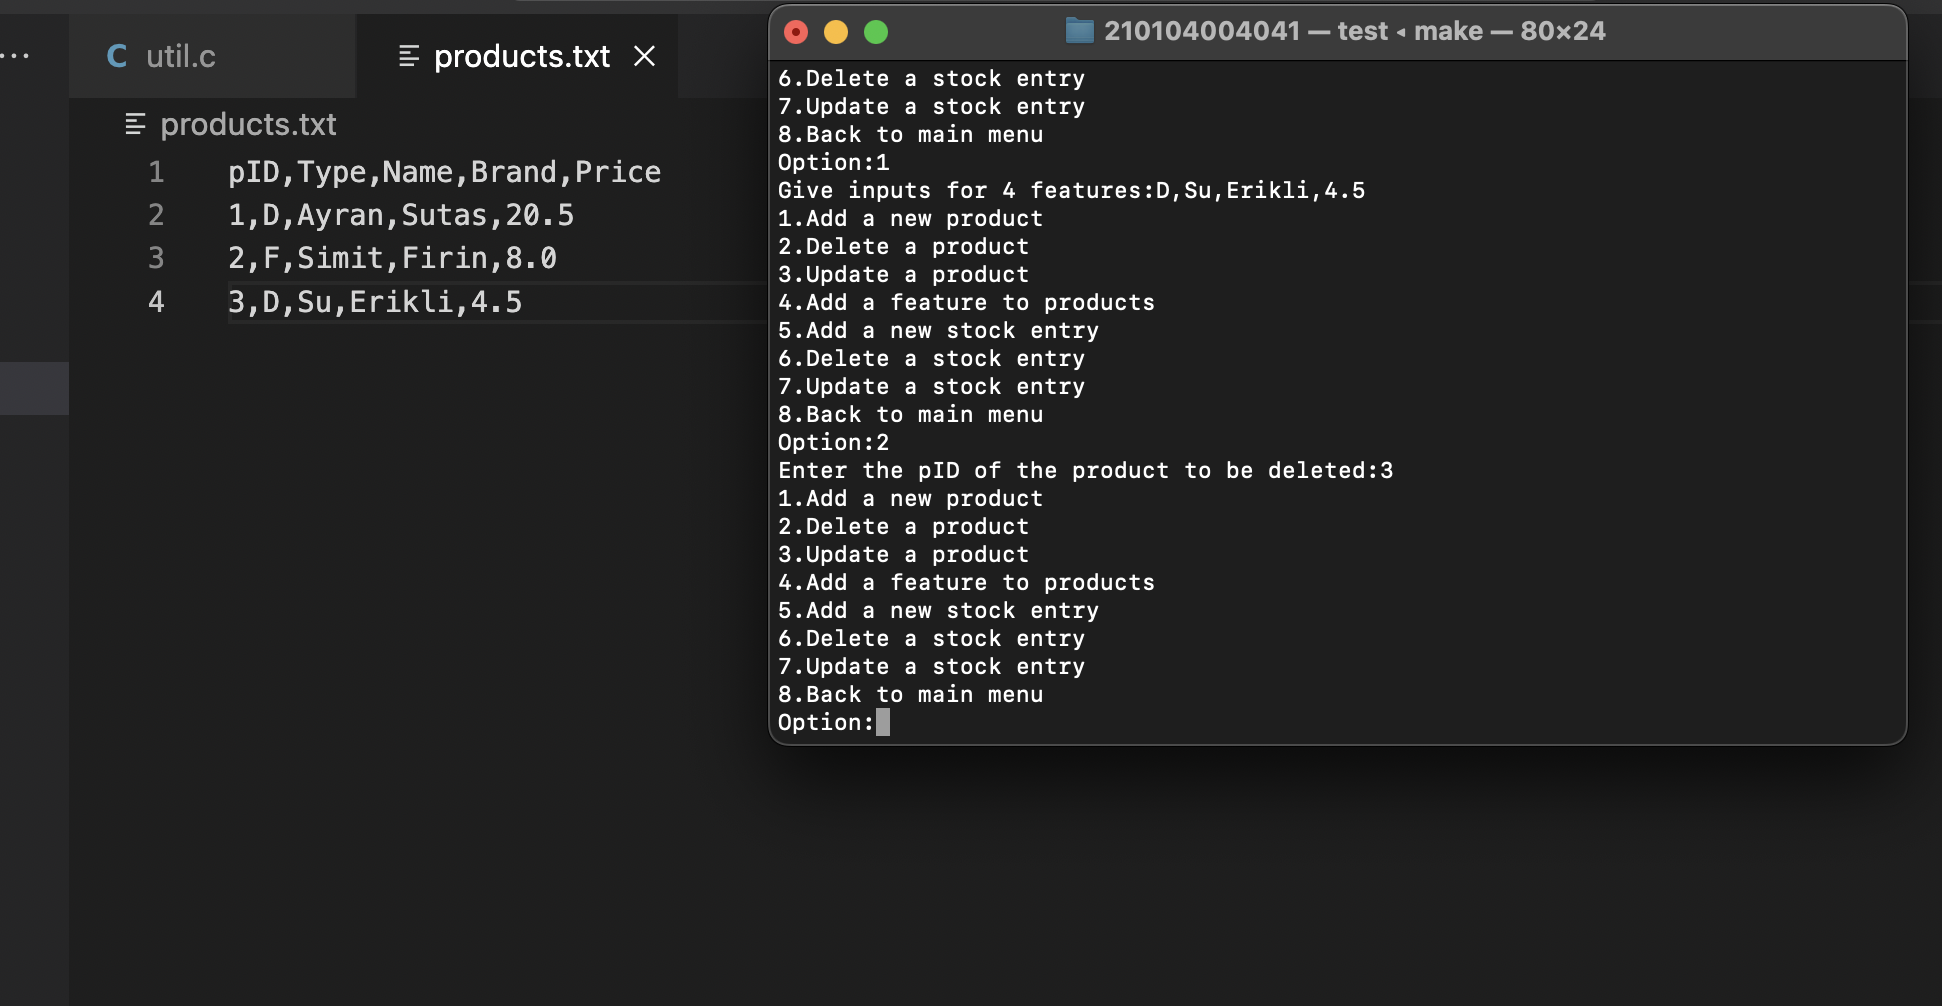 ...
C util.c
products.txt
products.txt
1 pID,Type,Name,Brand,Price
2 1,D,Ayran,Sutas,20.5
3 2,F,Simit,Firin,8.0
4 3,D,Su,Erikli,4.5
210104004041 — test ◂ make — 80×24
6.Delete a stock entry
7.Update a stock entry
8.Back to main menu
Option:1
Give inputs for 4 features:D,Su,Erikli,4.5
1.Add a new product
2.Delete a product
3.Update a product
4.Add a feature to products
5.Add a new stock entry
6.Delete a stock entry
7.Update a stock entry
8.Back to main menu
Option:2
Enter the pID of the product to be deleted:3
1.Add a new product
2.Delete a product
3.Update a product
4.Add a feature to products
5.Add a new stock entry
6.Delete a stock entry
7.Update a stock entry
8.Back to main menu
Option: